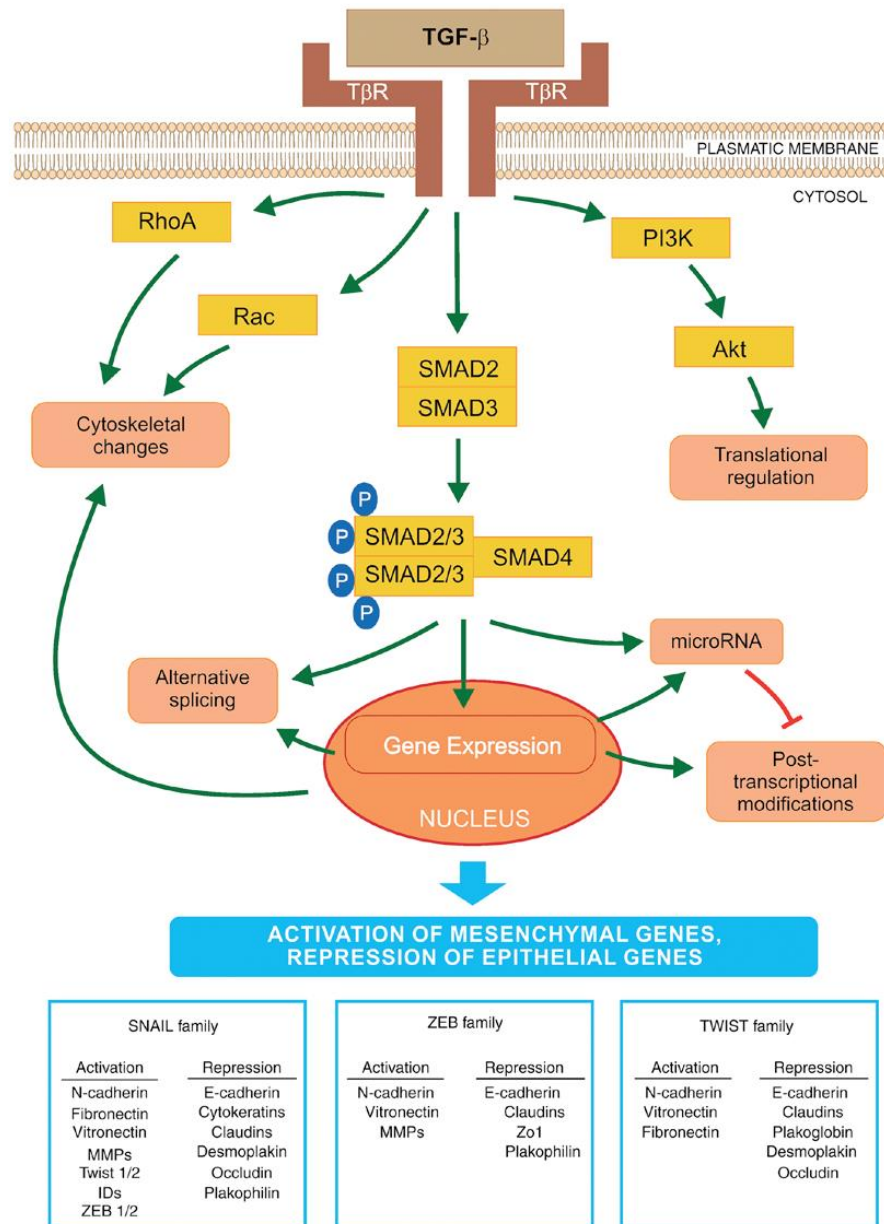 TGF-β
TβR
TβR
PLASMATIC MEMBRANE
CYTOSOL
RhoA
PI3K
Rac
Akt
SMAD2
SMAD3
Cytoskeletal
changes
Translational
regulation
P
P
SMAD2/3
SMAD4
P
SMAD2/3
P
microRNA
Alternative
splicing
Gene Expression
Post-
transcriptional
modifications
NUCLEUS
ACTIVATION OF MESENCHYMAL GENES,
REPRESSION OF EPITHELIAL GENES
SNAIL family
Activation
N-cadherin
Fibronectin
Vitronectin
MMPs
Twist 1/2
IDs
ZEB 1/2
Repression
E-cadherin
Cytokeratins
Claudins
Desmoplakin
Occludin
Plakophilin
ZEB family
Activation
N-cadherin
Vitronectin
MMPs
Repression
E-cadherin
Claudins
Zo1
Plakophilin
TWIST family
Activation
N-cadherin
Vitronectin
Fibronectin
Repression
E-cadherin
Claudins
Plakoglobin
Desmoplakin
Occludin